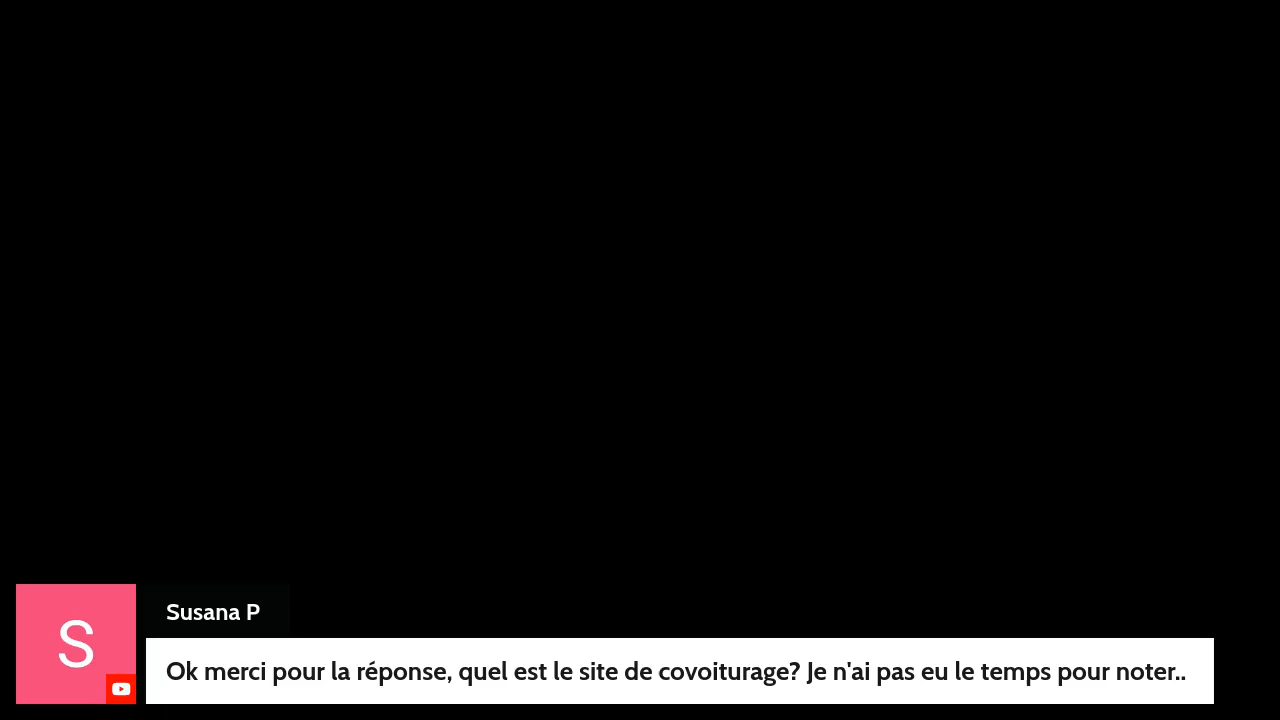 S
Susana P
Ok merci pour la réponse, quel est le site de covoiturage? Je n'ai pas eu le temps pour noter..